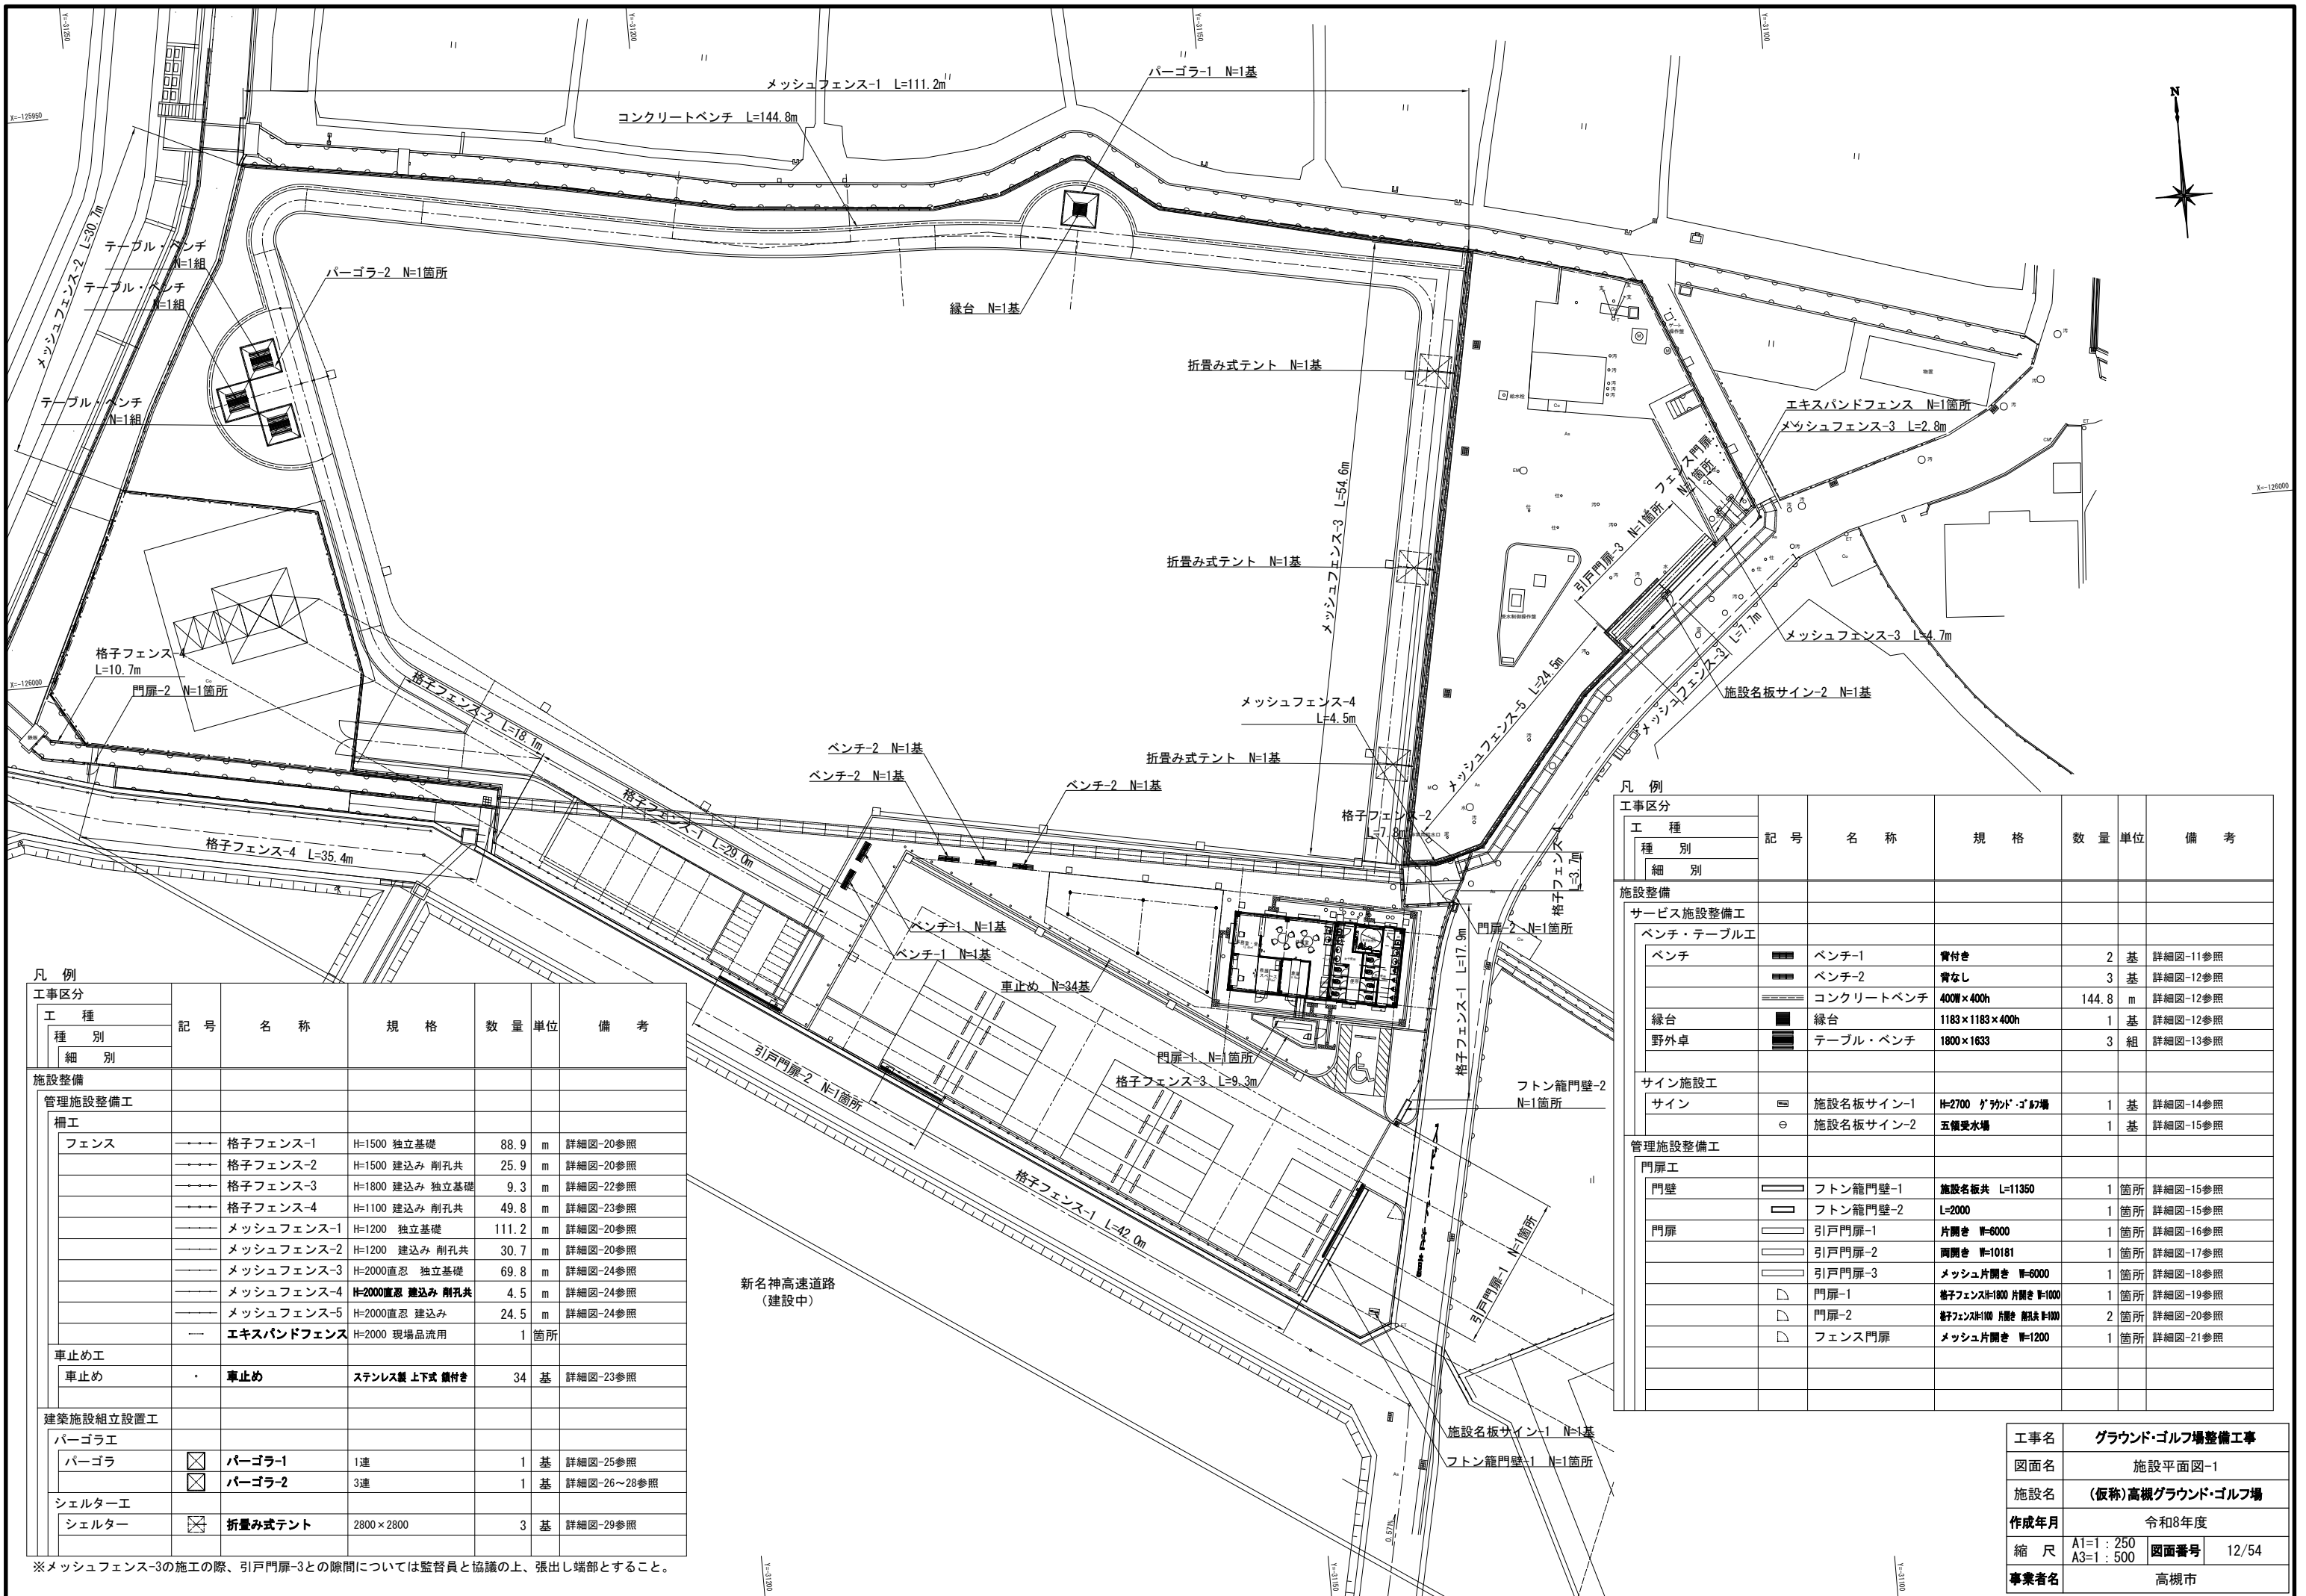 Y=-31250
Y=-31200
Y=-31150
Y=-31100
X=-125950
X=-126000
X=-126000
Y=-31200
Y=-31150
Y=-31100
N
メッシュフェンス-1 L=111.2m
パーゴラ-1 N=1基
コンクリートベンチ L=144.8m
メッシュフェンス-2 L=30.7m
テーブル・ベンチ
N=1組
テーブル・ベンチ
N=1組
テーブル・ベンチ
N=1組
パーゴラ-2 N=1箇所
縁台 N=1基
折畳み式テント N=1基
折畳み式テント N=1基
折畳み式テント N=1基
メッシュフェンス-3 L=54.6m
エキスパンドフェンス N=1箇所
メッシュフェンス-3 L=2.8m
フェンス門扉
N=1箇所
引戸門扉-3 N=1箇所
メッシュフェンス-3 L=4.7m
メッシュフェンス-3 L=7.7m
施設名板サイン-2 N=1基
メッシュフェンス-5 L=24.5m
メッシュフェンス-4
L=4.5m
格子フェンス-4
L=10.7m
門扉-2 N=1箇所
格子フェンス-2 L=18.1m
格子フェンス-1 L=29.0m
格子フェンス-4 L=35.4m
ベンチ-2 N=1基
ベンチ-2 N=1基
ベンチ-2 N=1基
ベンチ-1 N=1基
ベンチ-1 N=1基
車止め N=34基
格子フェンス-2
L=7.8m
格子フェンス-4
L=3.7m
門扉-2 N=1箇所
格子フェンス-1 L=17.9m
門扉-1 N=1箇所
格子フェンス-3 L=9.3m
フトン籠門壁-2
N=1箇所
引戸門扉-2 N=1箇所
格子フェンス-1 L=42.0m
引戸門扉-1 N=1箇所
新名神高速道路
(建設中)
施設名板サイン-1 N=1基
フトン籠門壁-1 N=1箇所
0.571%
凡 例
工事区分
工 種
種 別
細 別
記 号 名 称 規 格 数 量 単位 備 考
施設整備
管理施設整備工
柵工
フェンス 格子フェンス-1 H=1500 独立基礎 88.9 m 詳細図-20参照
格子フェンス-2 H=1500 建込み 削孔共 25.9 m 詳細図-20参照
格子フェンス-3 H=1800 建込み 独立基礎 9.3 m 詳細図-22参照
格子フェンス-4 H=1100 建込み 削孔共 49.8 m 詳細図-23参照
メッシュフェンス-1 H=1200 独立基礎 111.2 m 詳細図-20参照
メッシュフェンス-2 H=1200 建込み 削孔共 30.7 m 詳細図-20参照
メッシュフェンス-3 H=2000直忍 独立基礎 69.8 m 詳細図-24参照
メッシュフェンス-4 H=2000直忍 建込み 削孔共 4.5 m 詳細図-24参照
メッシュフェンス-5 H=2000直忍 建込み 24.5 m 詳細図-24参照
エキスパンドフェンス H=2000 現場品流用 1 箇所
車止め工
車止め 車止め ステンレス製 上下式 鎖付き 34 基 詳細図-23参照
建築施設組立設置工
パーゴラ工
パーゴラ パーゴラ-1 1連 1 基 詳細図-25参照
パーゴラ-2 3連 1 基 詳細図-26～28参照
シェルター工
シェルター 折畳み式テント 2800×2800 3 基 詳細図-29参照
※メッシュフェンス-3の施工の際、引戸門扉-3との隙間については監督員と協議の上、張出し端部とすること。
凡 例
工事区分
工 種
種 別
細 別
記 号 名 称 規 格 数 量 単位 備 考
施設整備
サービス施設整備工
ベンチ・テーブル工
ベンチ ベンチ-1 背付き 2 基 詳細図-11参照
ベンチ-2 背なし 3 基 詳細図-12参照
コンクリートベンチ 400W×400h 144.8 m 詳細図-12参照
縁台 縁台 1183×1183×400h 1 基 詳細図-12参照
野外卓 テーブル・ベンチ 1800×1633 3 組 詳細図-13参照
サイン施設工
サイン 施設名板サイン-1 H=2700 グラウンド・ゴルフ場 1 基 詳細図-14参照
施設名板サイン-2 五領受水場 1 基 詳細図-15参照
管理施設整備工
門扉工
門壁 フトン籠門壁-1 施設名板共 L=11350 1 箇所 詳細図-15参照
フトン籠門壁-2 L=2000 1 箇所 詳細図-15参照
門扉 引戸門扉-1 片開き W=6000 1 箇所 詳細図-16参照
引戸門扉-2 両開き W=10181 1 箇所 詳細図-17参照
引戸門扉-3 メッシュ片開き W=6000 1 箇所 詳細図-18参照
門扉-1 格子フェンスH=1800 片開き W=1000 1 箇所 詳細図-19参照
門扉-2 格子フェンスH=1100 片開き 削孔共 W=1000 2 箇所 詳細図-20参照
フェンス門扉 メッシュ片開き W=1200 1 箇所 詳細図-21参照
工事名 グラウンド・ゴルフ場整備工事
図面名 施設平面図-1
施設名 (仮称)高槻グラウンド・ゴルフ場
作成年月 令和8年度
縮 尺 A1=1：250 A3=1：500 図面番号 12/54
事業者名 高槻市